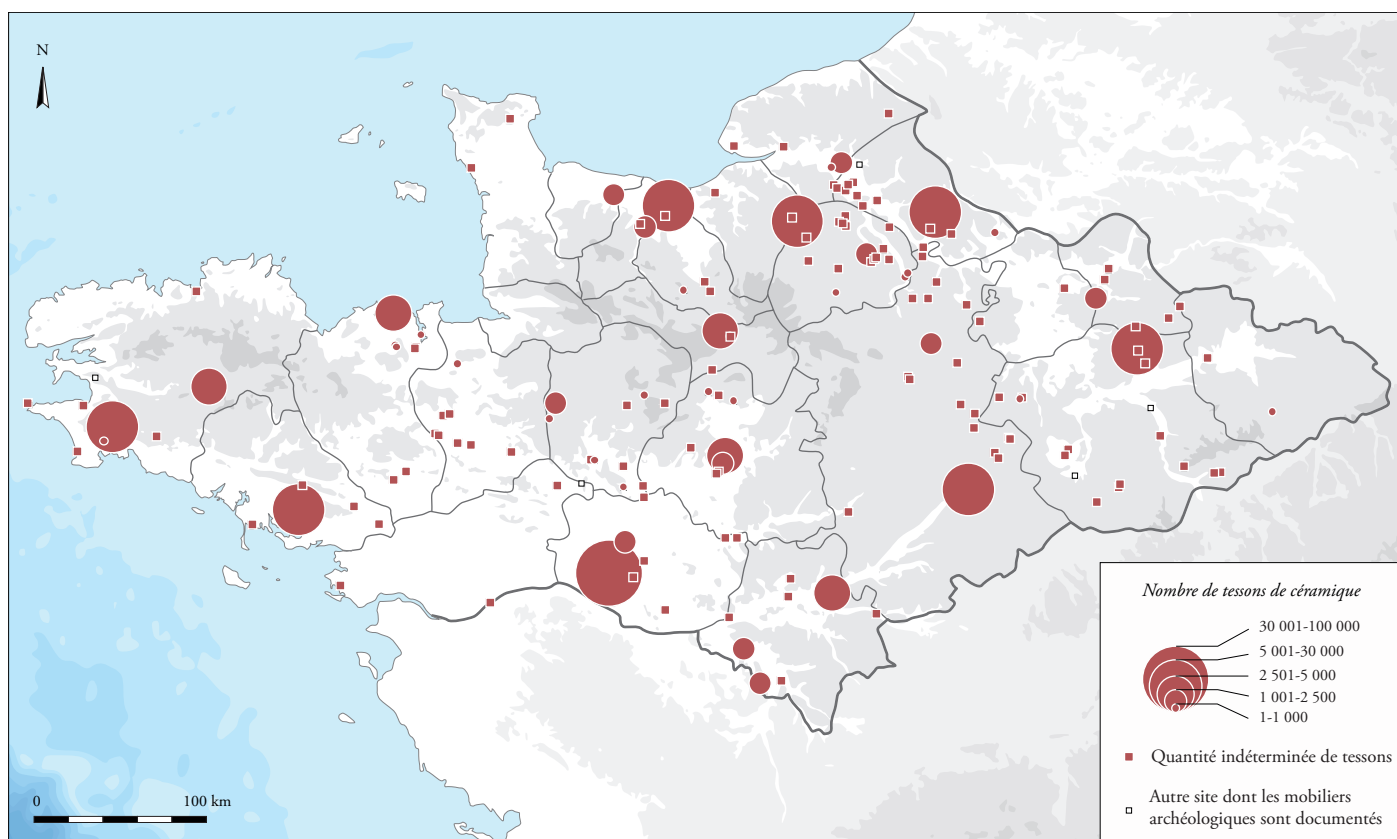 N
Nombre de tessons de céramique
30 001-100 000
5 001-30 000
2 501-5 000
1 001-2 500
1-1 000
Quantité indéterminée de tessons
Autre site dont les mobiliers
archéologiques sont documentés
0 100 km